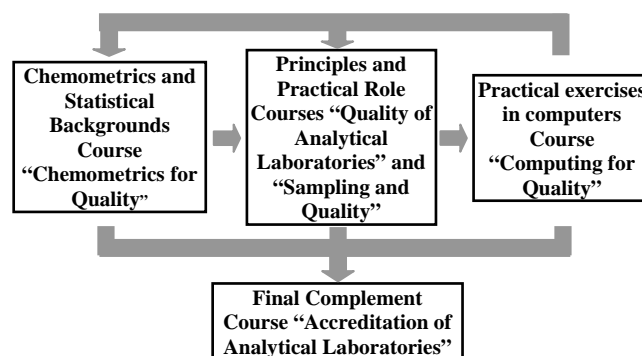 Chemometrics and
Statistical
Backgrounds
Course
“Chemometrics for
Quality”
Principles and
Practical Role
Courses “Quality of
Analytical
Laboratories” and
“Sampling and
Quality”
Practical exercises
in computers
Course
“Computing for
Quality”
Final Complement
Course “Accreditation of
Analytical Laboratories”